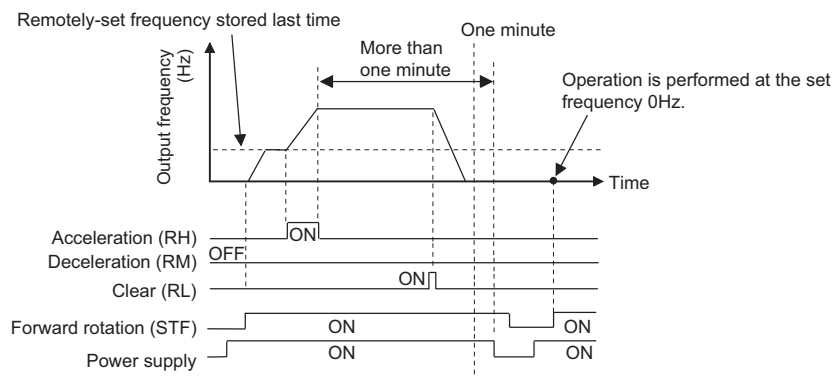 Remotely-set frequency stored last time
One minute
More than
one minute
Operation is performed at the set
frequency 0Hz.
Output frequency
(Hz)
Time
Acceleration (RH)
ON
Deceleration (RM)
OFF
Clear (RL)
ON
Forward rotation (STF)
ON
ON
Power supply
ON
ON